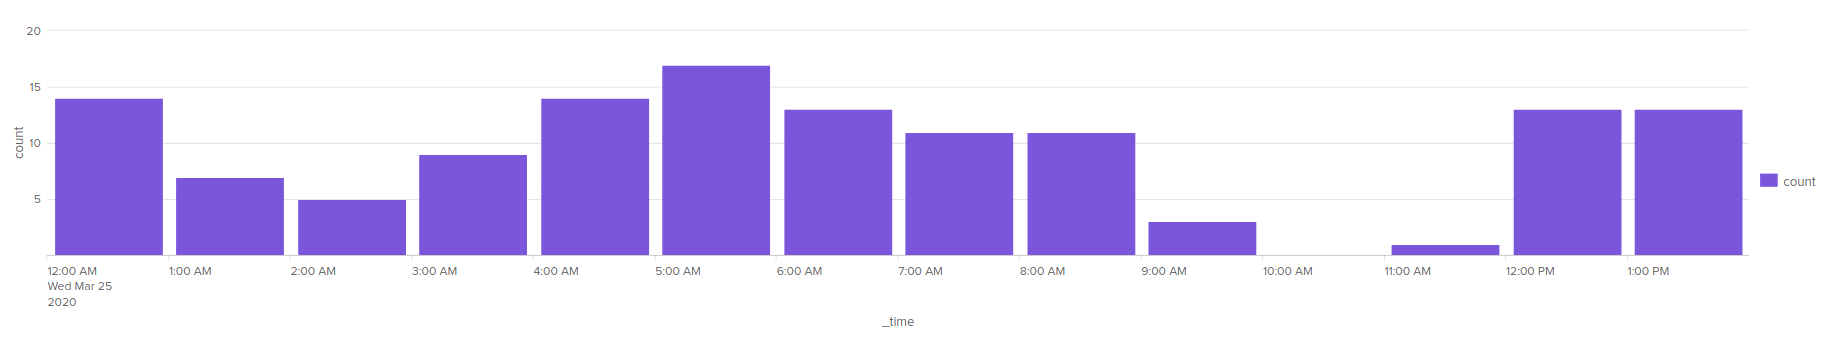 20
15
10
5
count
12:00 AM
Wed Mar 25
2020
1:00 AM
2:00 AM
3:00 AM
4:00 AM
5:00 AM
6:00 AM
7:00 AM
8:00 AM
9:00 AM
10:00 AM
11:00 AM
12:00 PM
1:00 PM
_time
count